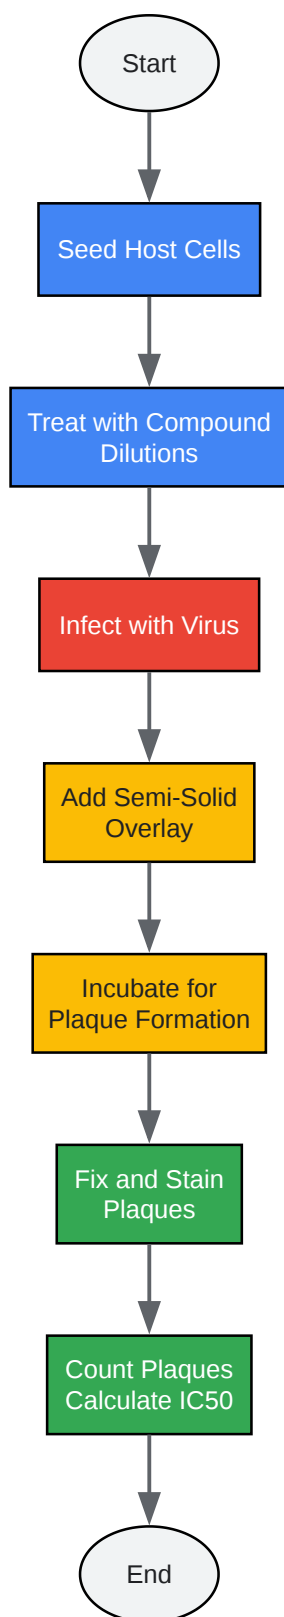 Start
Seed Host Cells
Treat with Compound
Dilutions
Infect with Virus
Add Semi-Solid
Overlay
Incubate for
Plaque Formation
Fix and Stain
Plaques
Count Plaques
Calculate IC50
End